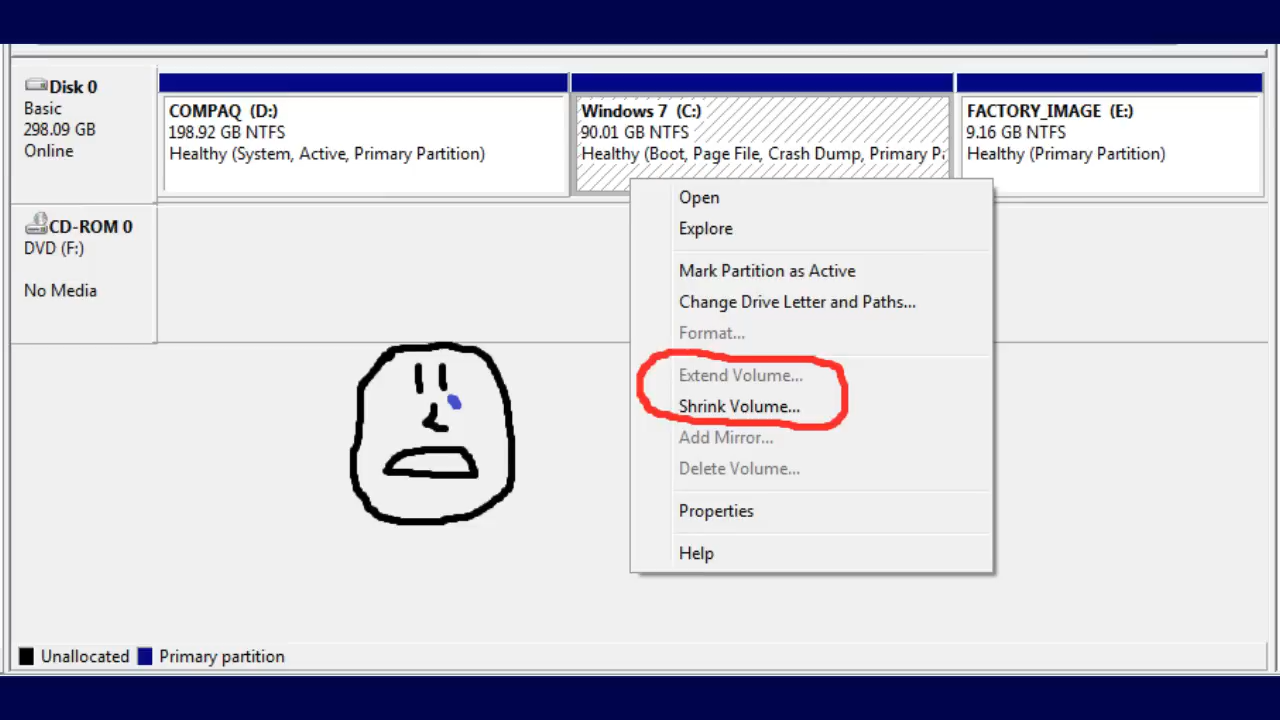 Disk 0
Basic
298.09 GB
Online
COMPAQ (D:)
198.92 GB NTFS
Healthy (System, Active, Primary Partition)
Windows 7 (C:)
90.01 GB NTFS
Healthy (Boot, Page File, Crash Dump, Primary Pa
FACTORY_IMAGE (E:)
9.16 GB NTFS
Healthy (Primary Partition)
CD-ROM 0
DVD (F:)
No Media
Open
Explore
Mark Partition as Active
Change Drive Letter and Paths...
Format...
Extend Volume...
Shrink Volume...
Add Mirror...
Delete Volume...
Properties
Help
Unallocated
Primary partition